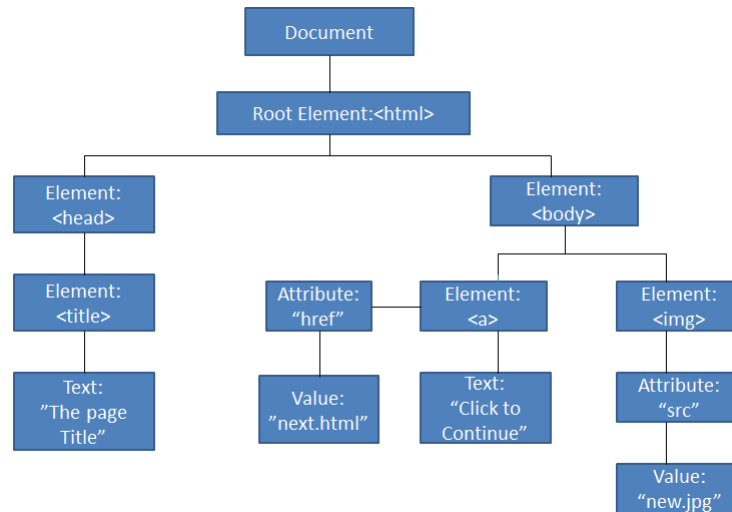 Document
Root Element:<html>
Element:
<head>
Element:
<body>
Element:
<title>
Attribute:
“href”
Element:
<a>
Element:
<img>
Text:
”The page
Title”
Value:
”next.html”
Text:
“Click to
Continue”
Attribute:
“src”
Value:
“new.jpg”